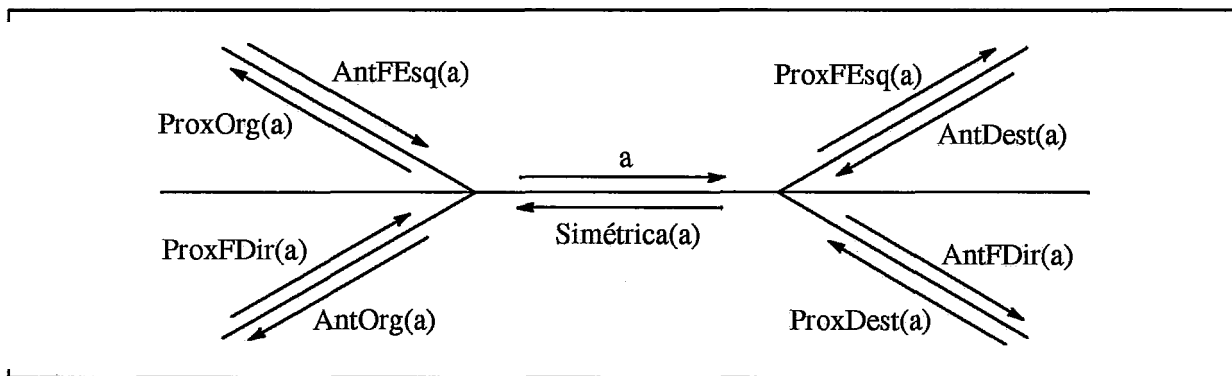 AntFEsq(a)
ProxFEsq(a)
ProxOrg(a)
AntDest(a)
a
Simétrica(a)
ProxFDir(a)
AntFDir(a)
AntOrg(a)
ProxDest(a)